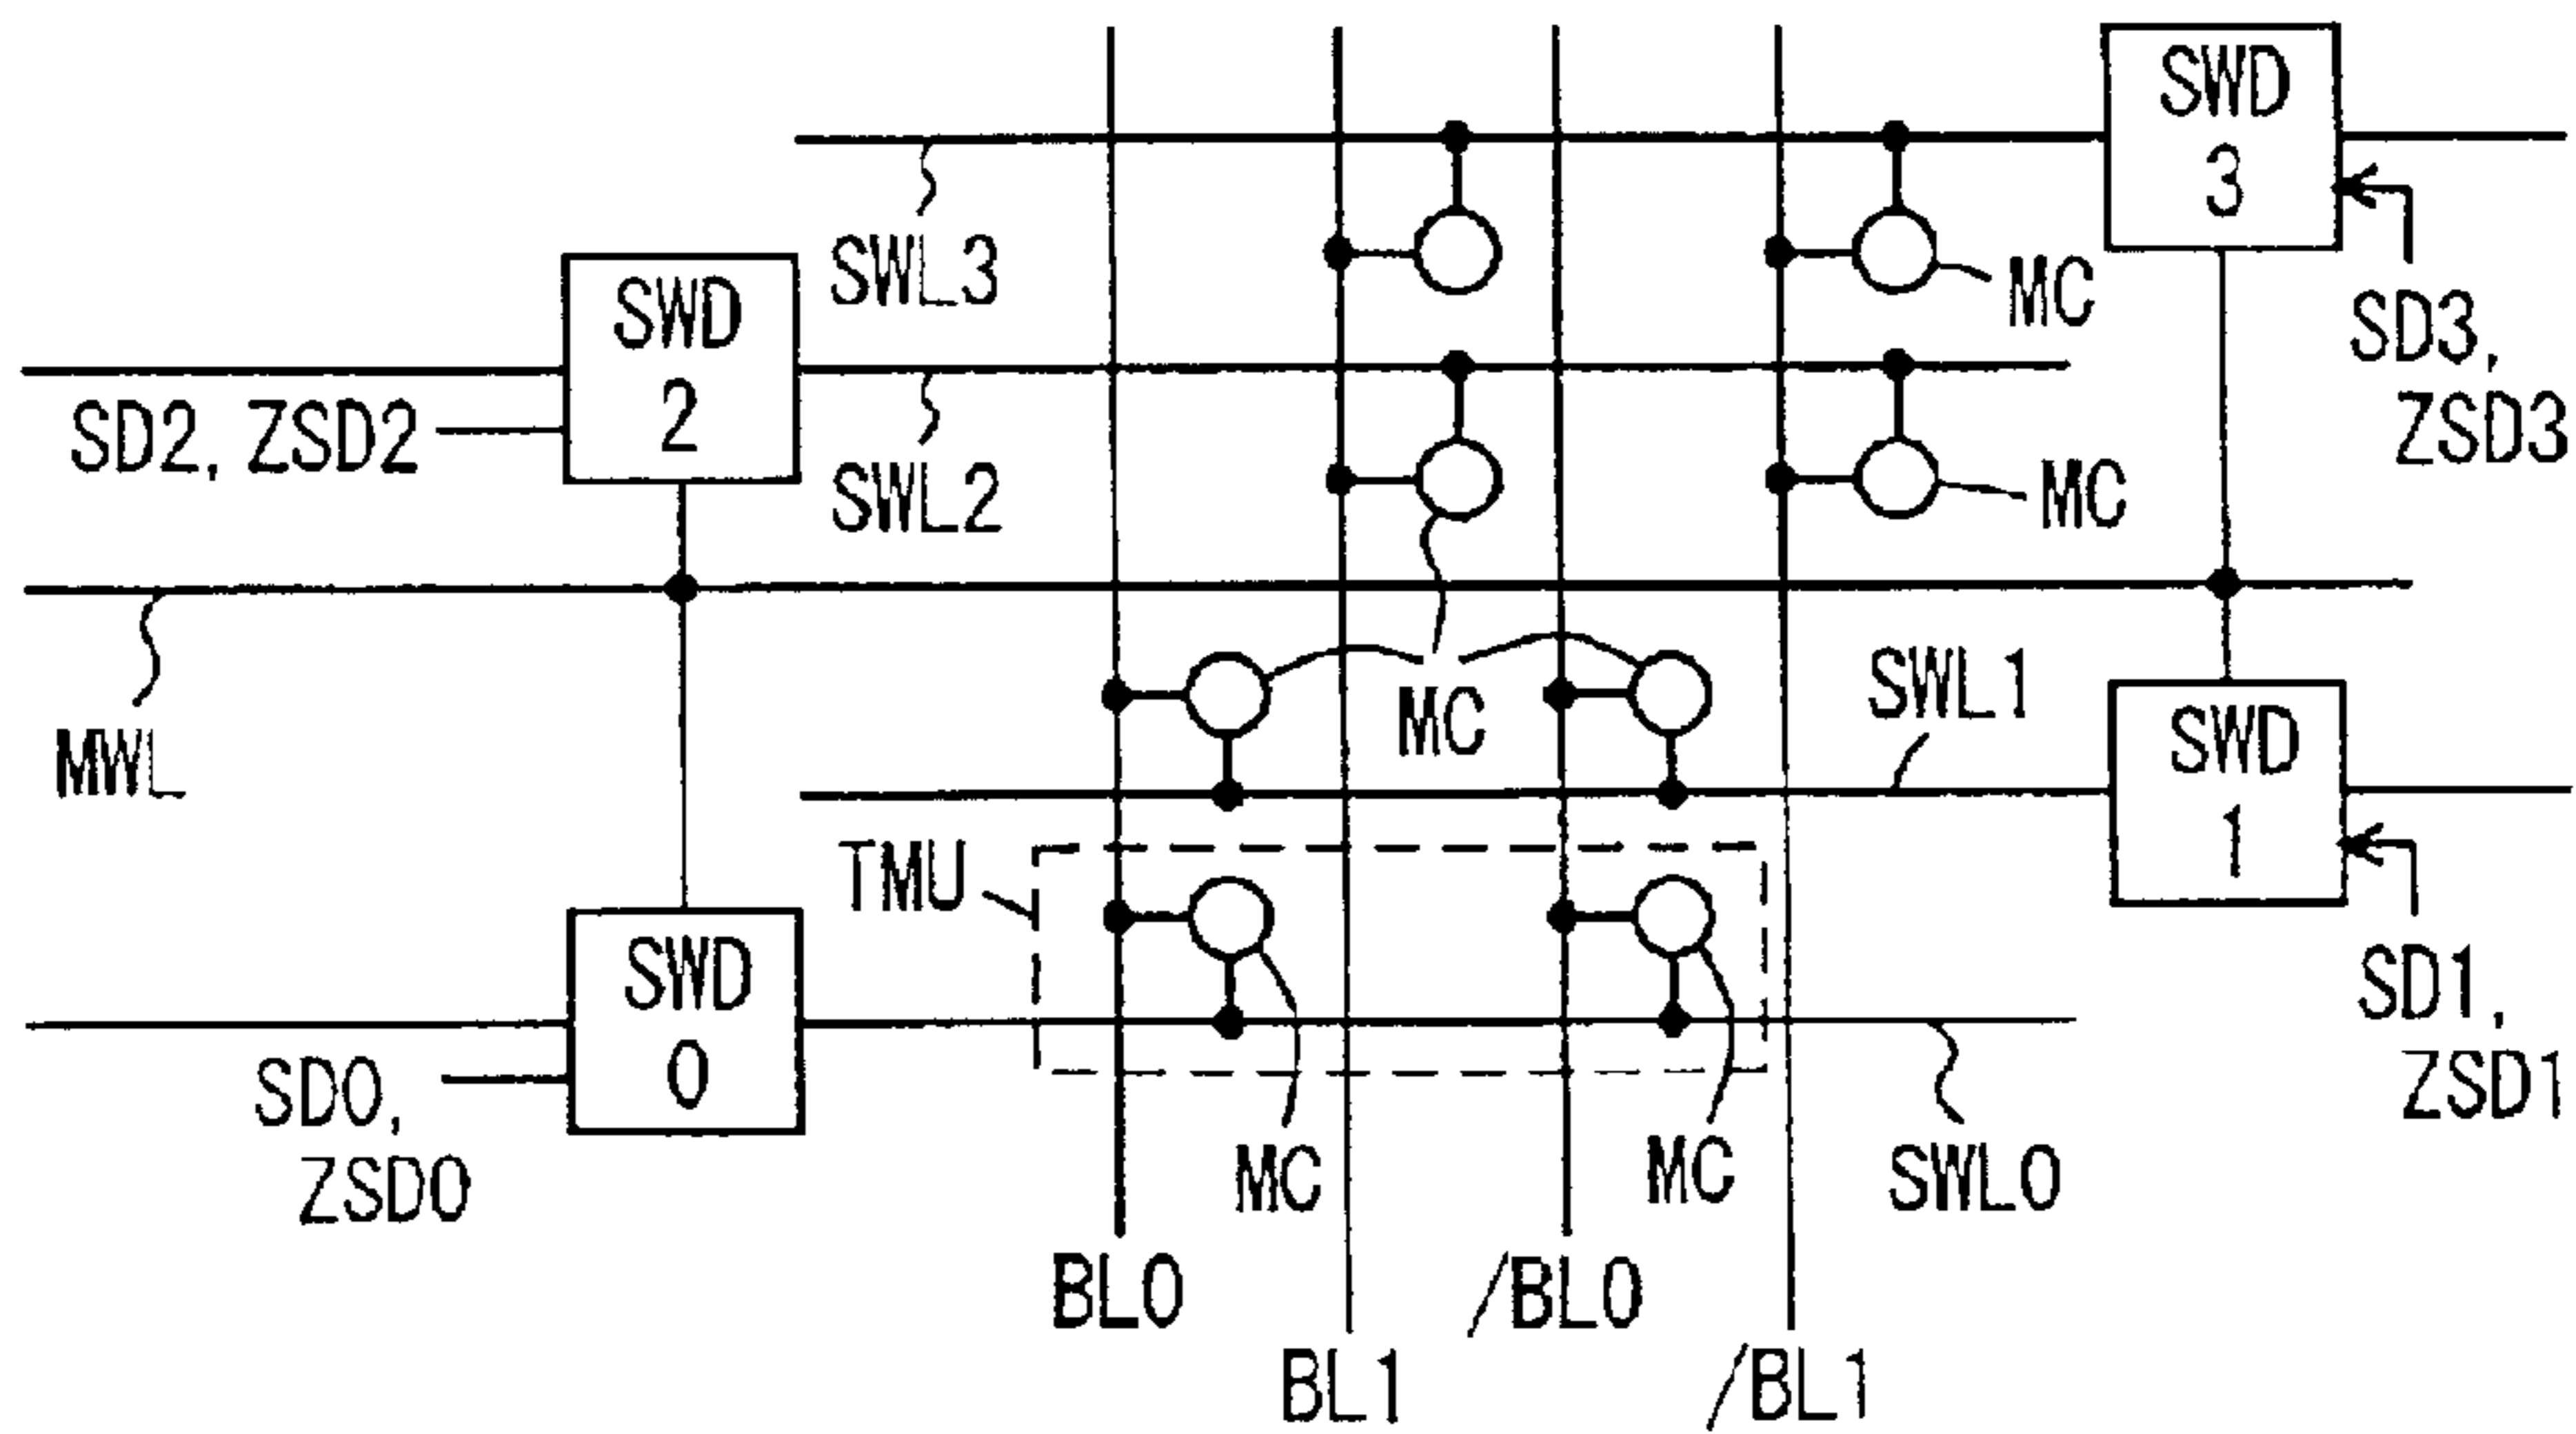 SWD
3
SWL3
MC
SD3,
ZSD3
SWD
2
SD2, ZSD2
SWL2
MC
MWL
MC
SWL1
SWD
1
TMU
SD1,
ZSD1
SWD
0
SD0,
ZSD0
MC
MC
SWL0
BL0
/BL0
BL1
/BL1